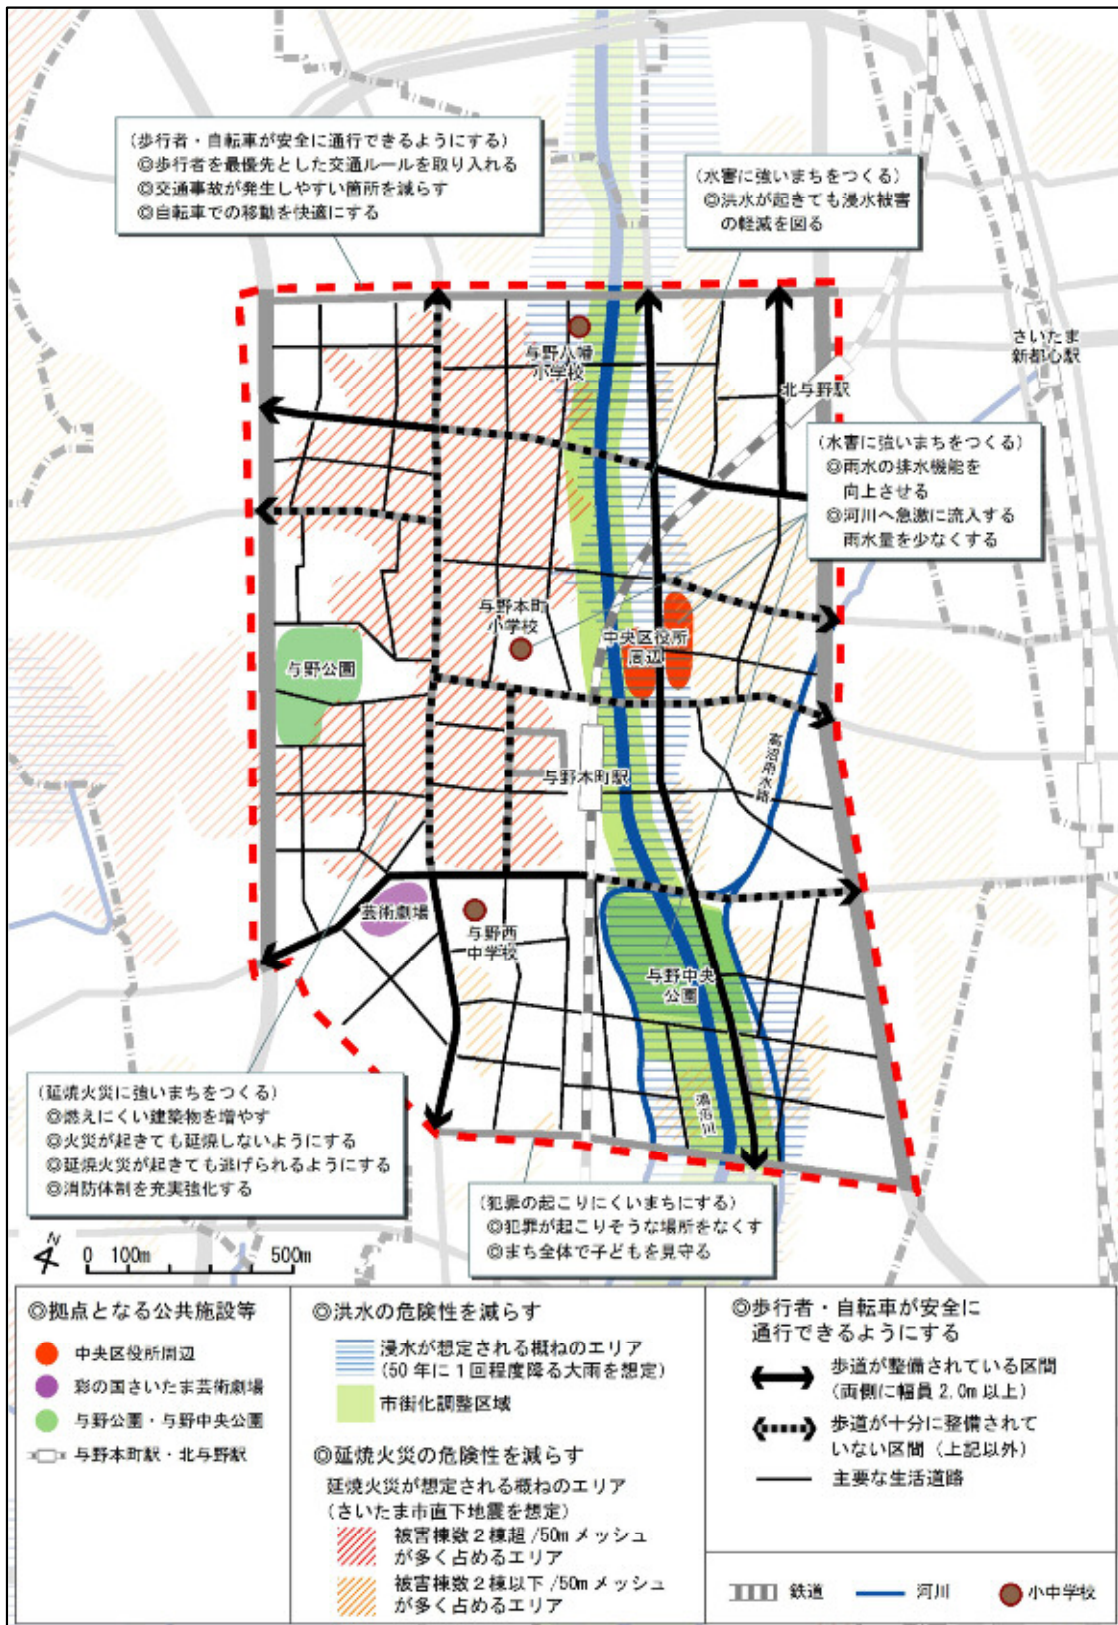 (歩行者・自転車が安全に通行できるようにする)
◎歩行者を最優先とした交通ルールを取り入れる
◎交通事故が発生しやすい箇所を減らす
◎自転車での移動を快適にする
(水害に強いまちをつくる)
◎洪水が起きても浸水被害
の軽減を図る
さいたま
新都心駅
与野八幡
小学校
北与野駅
(水害に強いまちをつくる)
◎雨水の排水機能を
向上させる
◎河川へ急激に流入する
雨水量を少なくする
与野本町
小学校
中央区役所
周辺
与野公園
与野本町駅
高沼用水路
芸術劇場
与野西
中学校
与野中央
公園
鴻沼川
(延焼火災に強いまちをつくる)
◎燃えにくい建築物を増やす
◎火災が起きても延焼しないようにする
◎延焼火災が起きても逃げられるようにする
◎消防体制を充実強化する
(犯罪の起こりにくいまちにする)
◎犯罪が起こりそうな場所をなくす
◎まち全体で子どもを見守る
N
0 100m 500m
◎拠点となる公共施設等
中央区役所周辺
彩の国さいたま芸術劇場
与野公園・与野中央公園
与野本町駅・北与野駅
◎洪水の危険性を減らす
浸水が想定される概ねのエリア
(50年に1回程度降る大雨を想定)
市街化調整区域
◎延焼火災の危険性を減らす
延焼火災が想定される概ねのエリア
(さいたま市直下地震を想定)
被害棟数2棟超/50mメッシュ
が多く占めるエリア
被害棟数2棟以下/50mメッシュ
が多く占めるエリア
◎歩行者・自転車が安全に
通行できるようにする
歩道が整備されている区間
(両側に幅員2.0m以上)
歩道が十分に整備されて
いない区間(上記以外)
主要な生活道路
鉄道
河川
小中学校